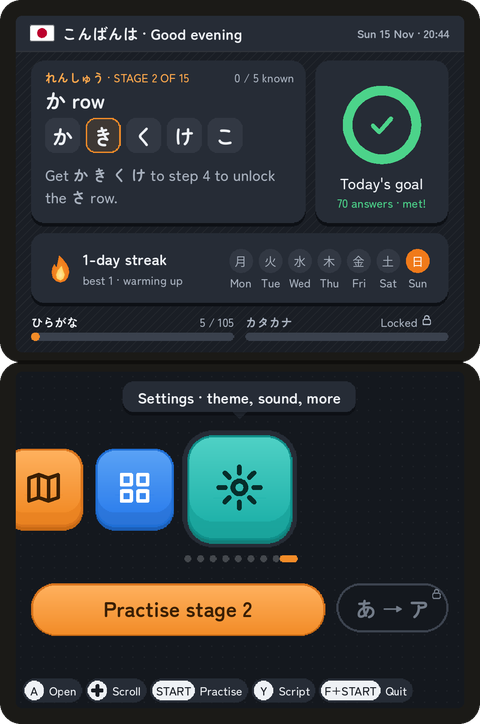 こんばんは · Good evening
Sun 15 Nov · 20:44
れんしゅう · STAGE 2 OF 15
0 / 5 known
か row
か き く け こ
Get か き く け to step 4 to unlock
the さ row.
Today's goal
70 answers · met!
1-day streak
best 1 · warming up
月 火 水 木 金 土 日
Mon Tue Wed Thu Fri Sat Sun
ひらがな
5 / 105
カタカナ
Locked
Settings · theme, sound, more
Practise stage 2
あ → ア
A Open
Scroll
START Practise
Y Script
F+START Quit